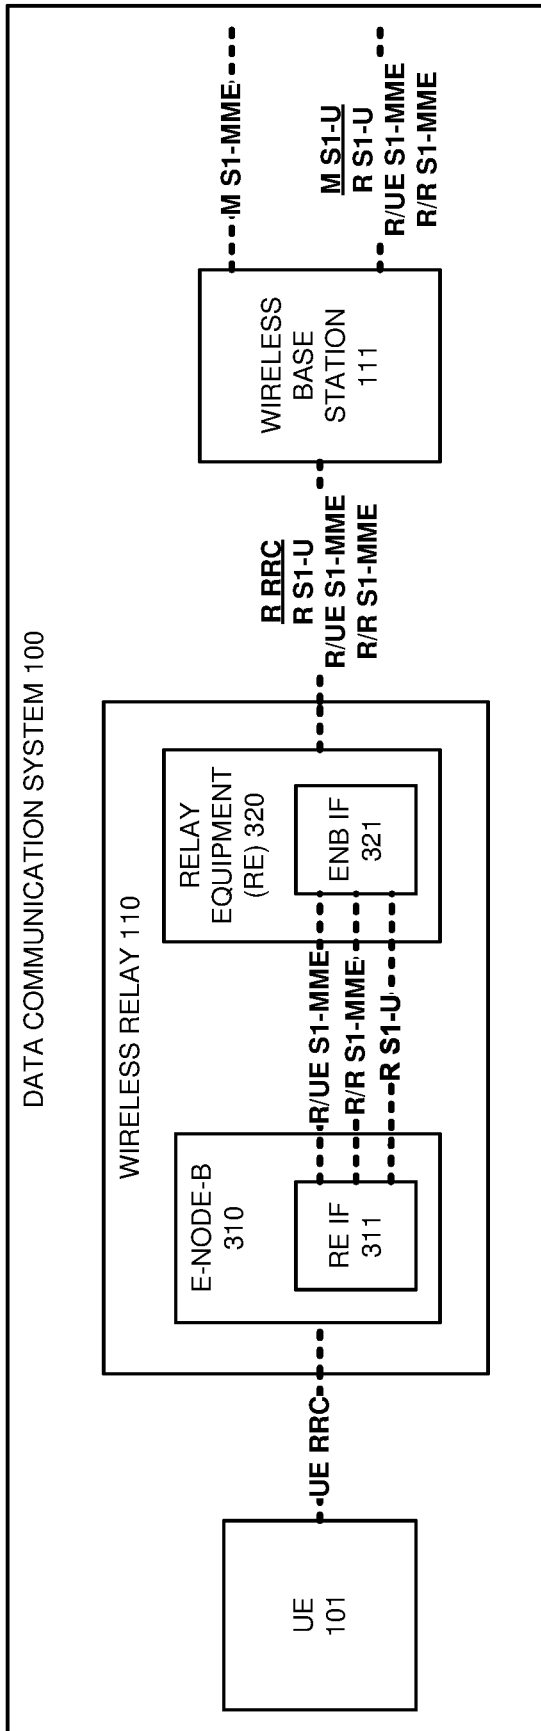 DATA COMMUNICATION SYSTEM 100
UE
101
UE RRC
WIRELESS RELAY 110
E-NODE-B
310
RE IF
311
R/UE S1-MME
R/R S1-MME
R S1-U
RELAY
EQUIPMENT
(RE) 320
ENB IF
321
R RRC
R S1-U
R/UE S1-MME
R/R S1-MME
WIRELESS
BASE
STATION
111
M S1-MME
M S1-U
R S1-U
R/UE S1-MME
R/R S1-MME